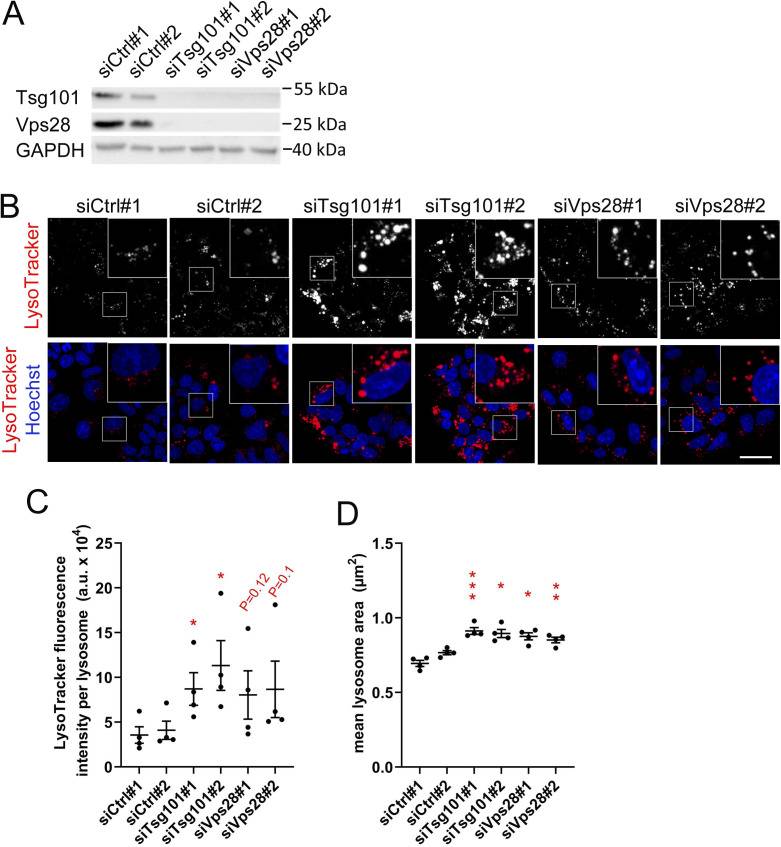 A
siCtrl#1
siCtrl#2
siTsg101#1
siTsg101#2
siVps28#1
siVps28#2
Tsg101
55 kDa
Vps28
25 kDa
GAPDH
40 kDa
B
siCtrl#1 siCtrl#2 siTsg101#1 siTsg101#2 siVps28#1 siVps28#2
LysoTracker
LysoTracker
Hoechst
C
LysoTracker fluorescence
intensity per lysosome (a.u. x 10⁴)
25
20
15
10
5
0
*
*
P=0.12
P=0.1
siCtrl#1
siCtrl#2
siTsg101#1
siTsg101#2
siVps28#1
siVps28#2
D
mean lysosome area (μm²)
1.5
1.0
0.5
0.0
***
*
*
**
siCtrl#1
siCtrl#2
siTsg101#1
siTsg101#2
siVps28#1
siVps28#2